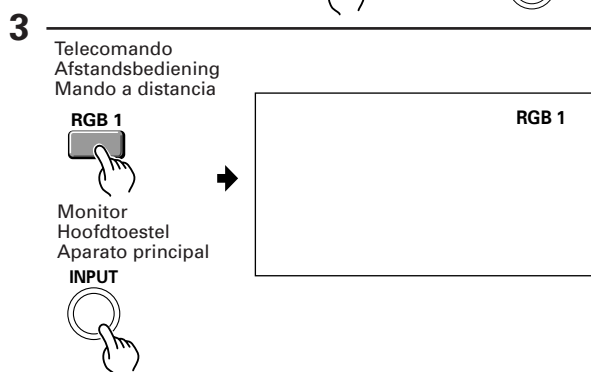 3
Telecomando
Afstandsbediening
Mando a distancia
RGB 1
RGB 1
Monitor
Hoofdtoestel
Aparato principal
INPUT